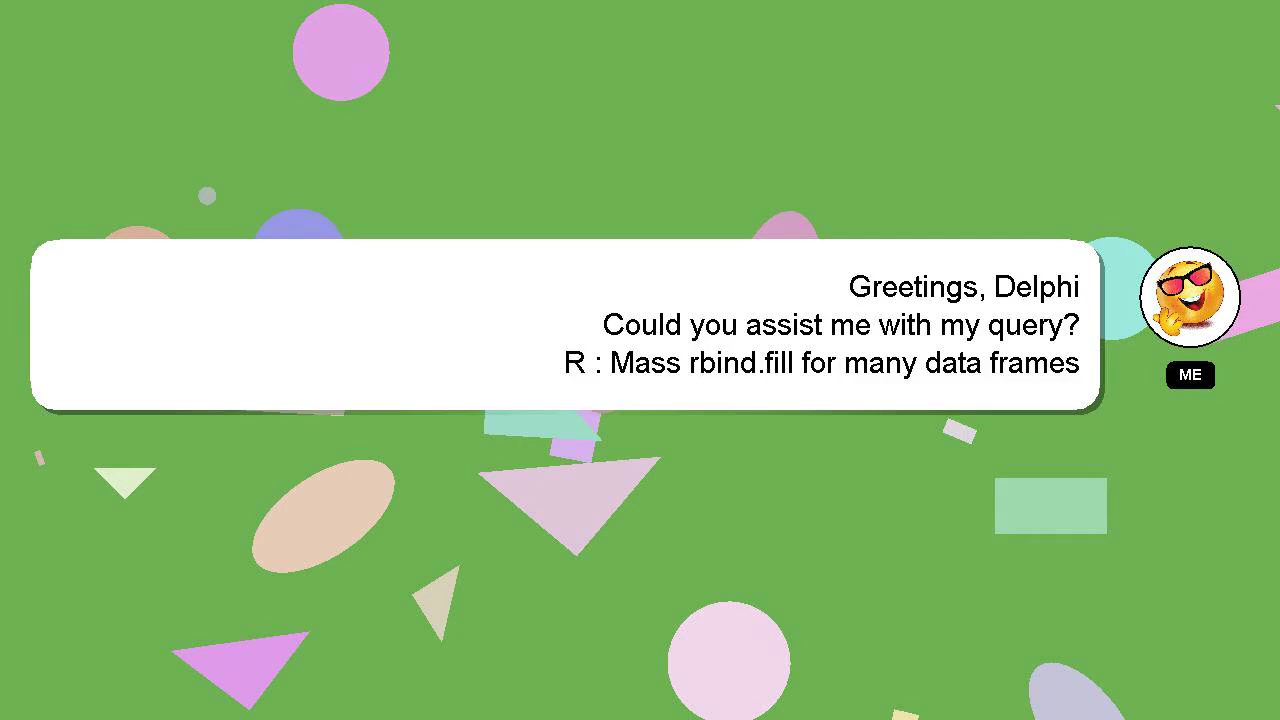 Greetings, Delphi
Could you assist me with my query?
R : Mass rbind.fill for many data frames
ME